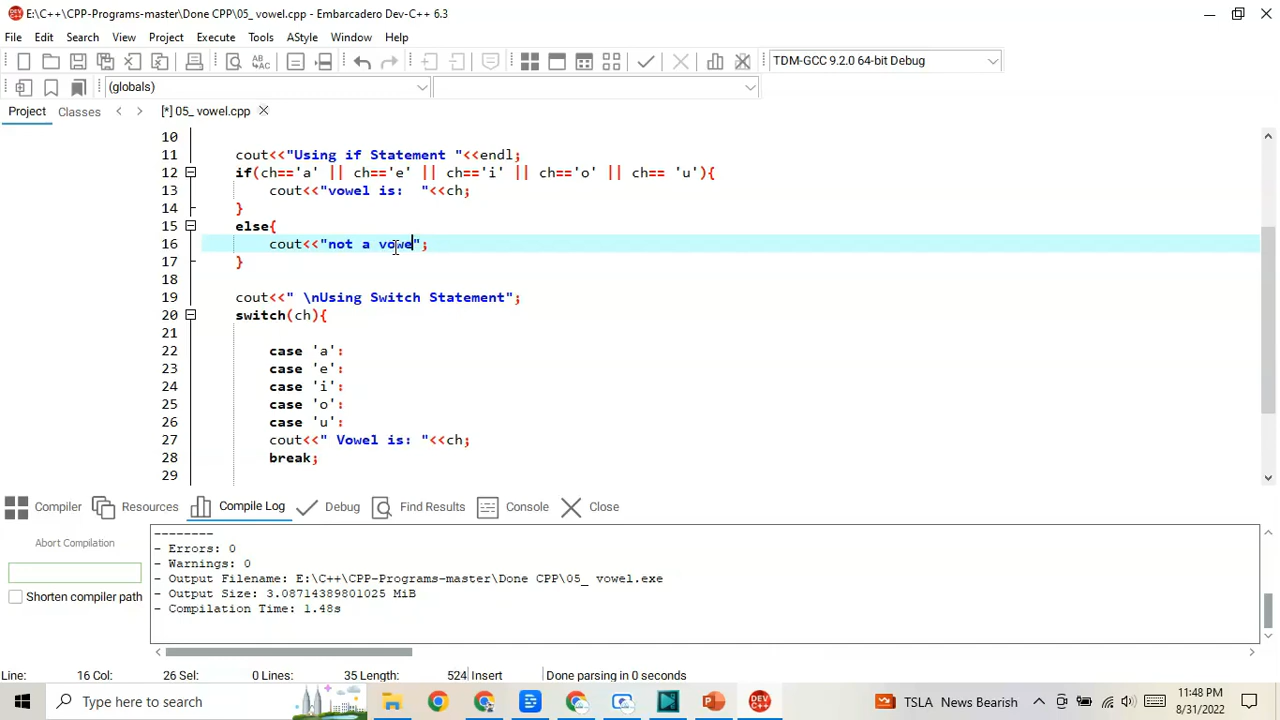 E:\C++\CPP-Programs-master\Done CPP\05_ vowel.cpp - Embarcadero Dev-C++ 6.3
File Edit Search View Project Execute Tools AStyle Window Help
TDM-GCC 9.2.0 64-bit Debug
(globals)
Project Classes [*] 05_ vowel.cpp
10
11 cout<<"Using if Statement "<<endl;
12 if(ch=='a' || ch=='e' || ch=='i' || ch=='o' || ch== 'u'){
13 cout<<"vowel is:  "<<ch;
14 }
15 else{
16 cout<<"not a vowe";
17 }
18
19 cout<<" \nUsing Switch Statement";
20 switch(ch){
21
22 case 'a':
23 case 'e':
24 case 'i':
25 case 'o':
26 case 'u':
27 cout<<" Vowel is: "<<ch;
28 break;
29
Compiler Resources Compile Log Debug Find Results Console Close
Abort Compilation
Shorten compiler path
--------
- Errors: 0
- Warnings: 0
- Output Filename: E:\C++\CPP-Programs-master\Done CPP\05_ vowel.exe
- Output Size: 3.08714389801025 MiB
- Compilation Time: 1.48s
Line: 16 Col: 26 Sel: 0 Lines: 35 Length: 524 Insert Done parsing in 0 seconds
Type here to search
TSLA News Bearish
11:48 PM
8/31/2022